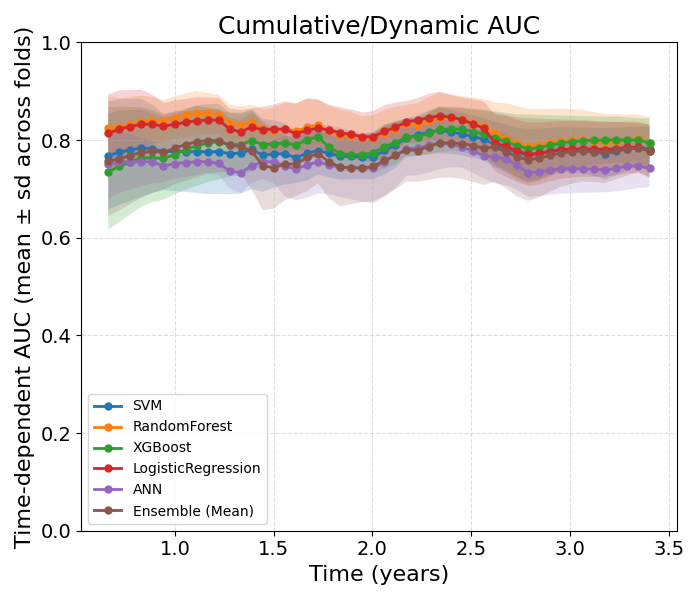 Cumulative/Dynamic AUC
Time-dependent AUC (mean ± sd across folds)
1.0
0.8
0.6
0.4
0.2
0.0
SVM
RandomForest
XGBoost
LogisticRegression
ANN
Ensemble (Mean)
1.0 1.5 2.0 2.5 3.0 3.5
Time (years)